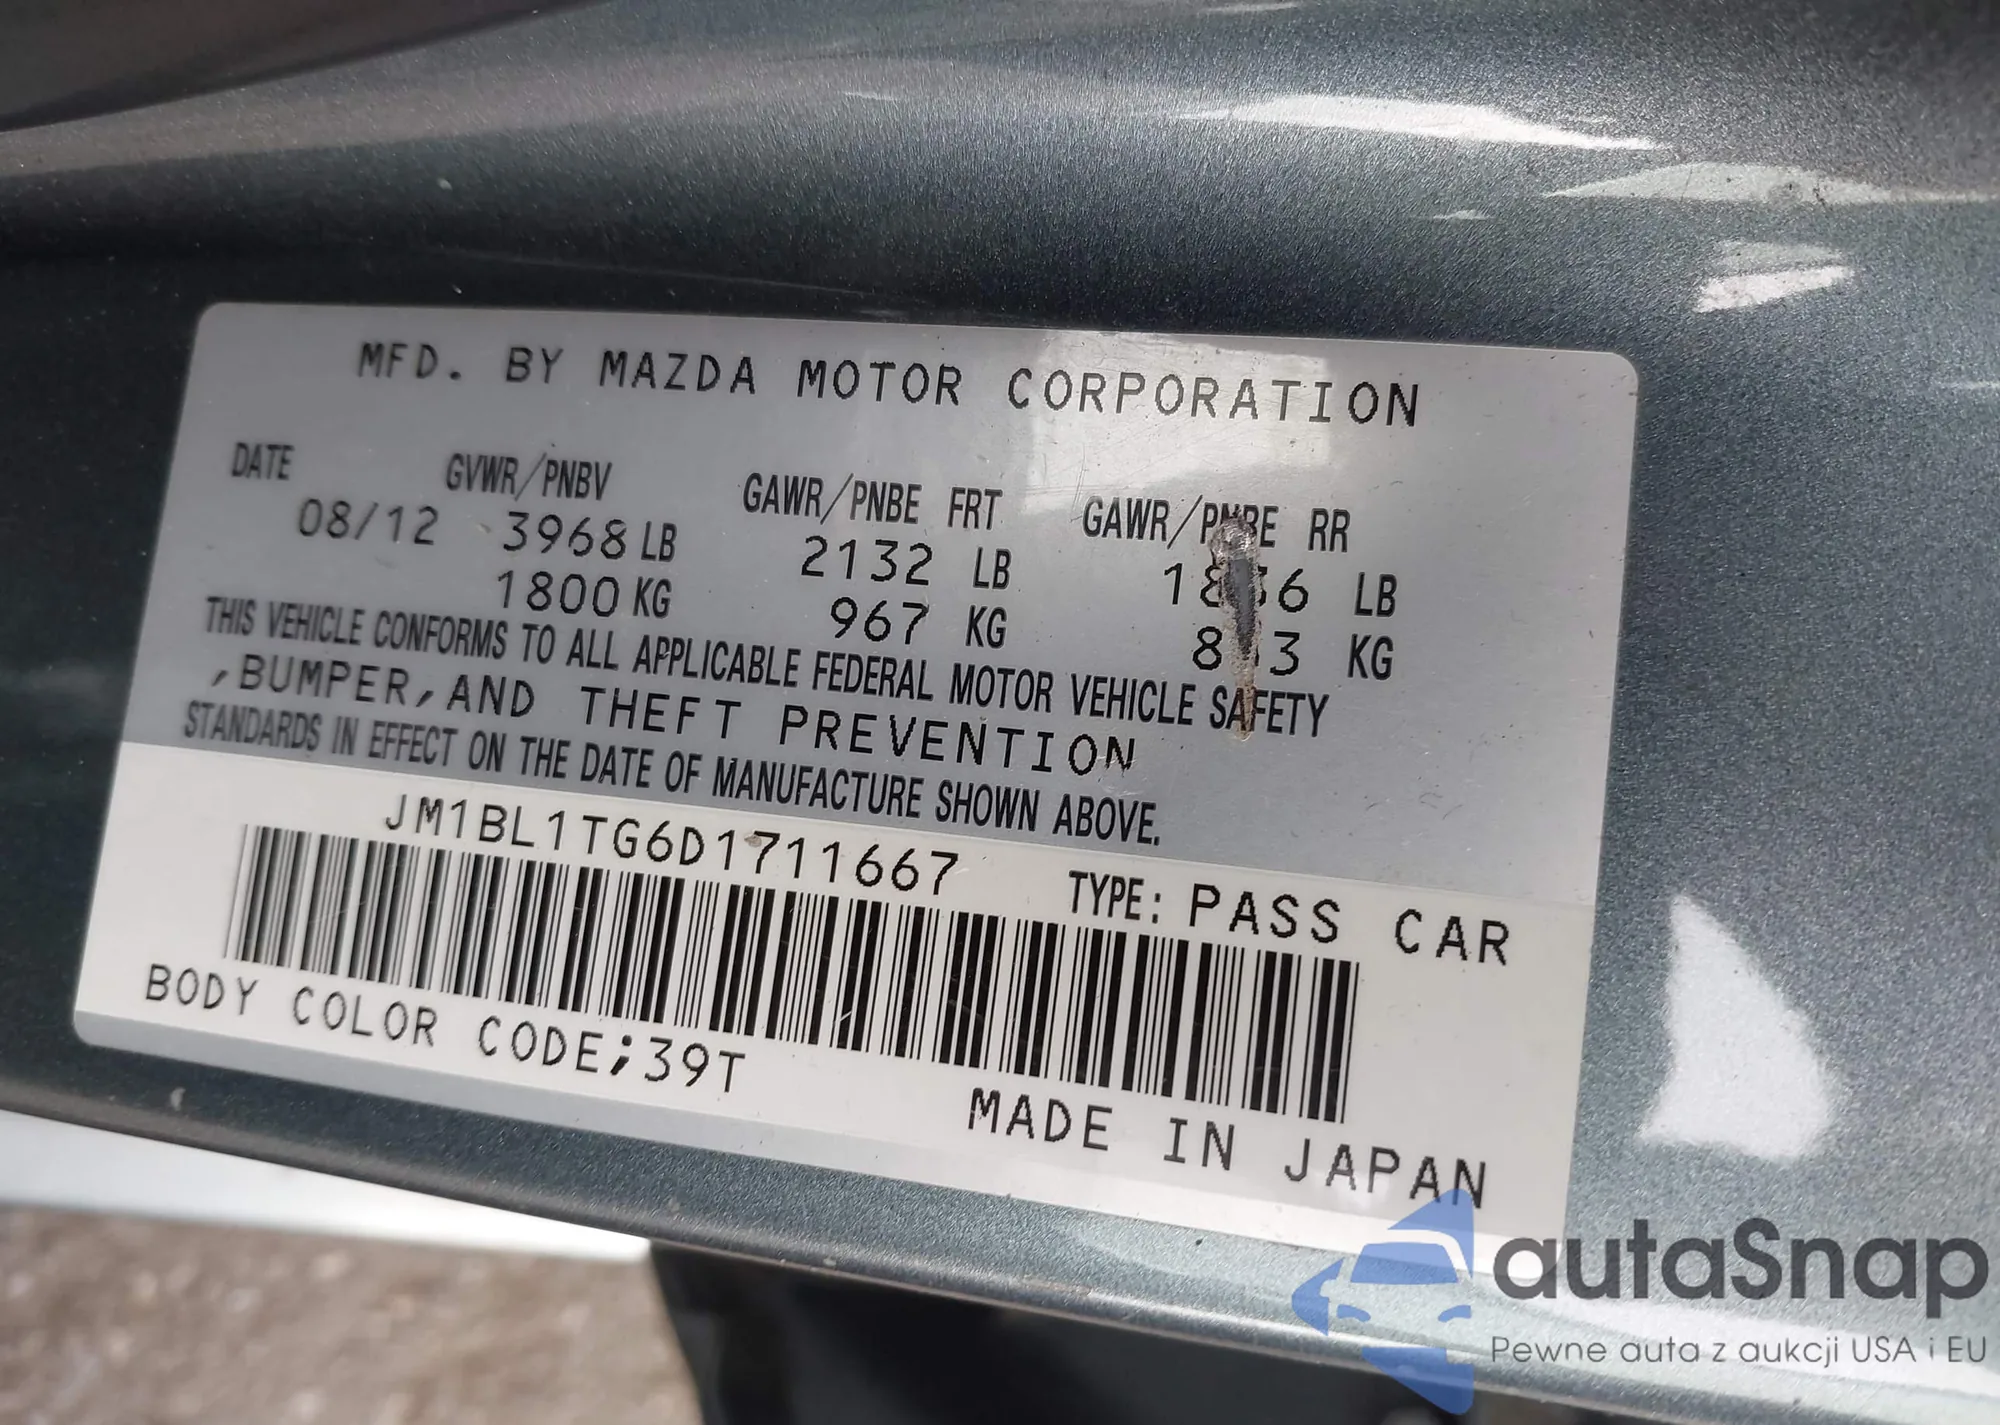 MFD. BY MAZDA MOTOR CORPORATION
DATE GVWR/PNBV GAWR/PNBE FRT GAWR/PNBE RR
08/12 3968 LB 2132 LB LB
1800 KG 967 KG KG
THIS VEHICLE CONFORMS TO ALL APPLICABLE FEDERAL MOTOR VEHICLE SAFETY
,BUMPER,AND THEFT PREVENTION
STANDARDS IN EFFECT ON THE DATE OF MANUFACTURE SHOWN ABOVE.
JM1BL1TG6D1711667 TYPE: PASS CAR
BODY COLOR CODE;39T
MADE IN JAPAN
autaSnap
Pewne auta z aukcji USA i EU